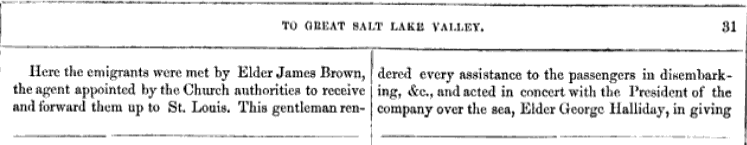 TO GREAT SALT LAKE VALLEY. 31
Here the emigrants were met by Elder James Brown,
the agent appointed by the Church authorities to receive
and forward them up to St. Louis. This gentleman ren-
dered every assistance to the passengers in disembark-
ing, &c., and acted in concert with the President of the
company over the sea, Elder George Halliday, in giving